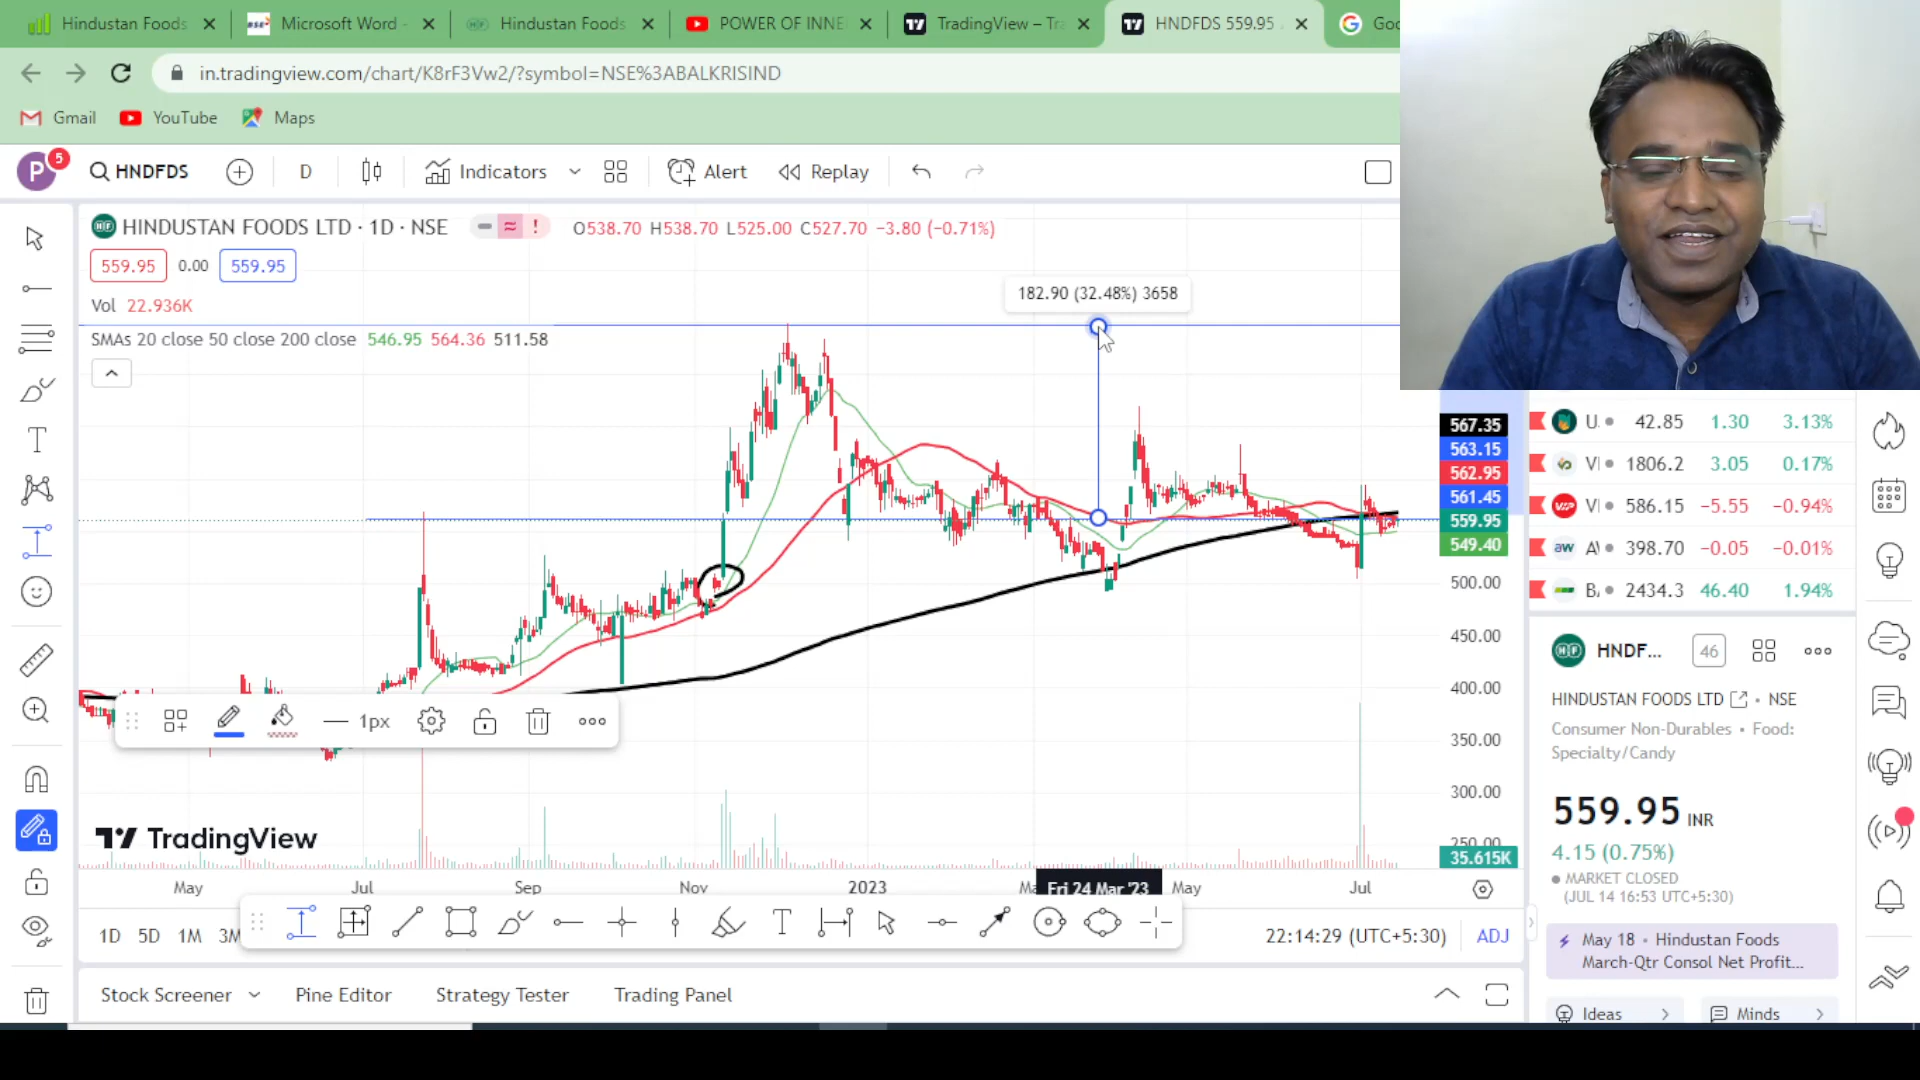 Hindustan Foods
Microsoft Word -
Hindustan Foods
POWER OF INNE
TradingView – Tra
HNDFDS 559.95
Goo
in.tradingview.com/chart/K8rF3Vw2/?symbol=NSE%3ABALKRISIND
Gmail
YouTube
Maps
P
5
HNDFDS
D
Indicators
Alert
Replay
HINDUSTAN FOODS LTD · 1D · NSE
O538.70 H538.70 L525.00 C527.70 −3.80 (−0.71%)
559.95
0.00
559.95
Vol 22.936K
SMAs 20 close 50 close 200 close 546.95 564.36 511.58
182.90 (32.48%) 3658
567.35
563.15
562.95
561.45
559.95
549.40
500.00
450.00
400.00
350.00
300.00
250.00
35.615K
1px
TradingView
May
Jul
Sep
Nov
2023
Fri 24 Mar '23
May
Jul
1D
5D
1M
3M
22:14:29 (UTC+5:30)
ADJ
Stock Screener
Pine Editor
Strategy Tester
Trading Panel
U. 42.85 1.30 3.13%
VI 1806.2 3.05 0.17%
VI 586.15 −5.55 −0.94%
398.70 −0.05 −0.01%
2434.3 46.40 1.94%
HNDF...
46
HINDUSTAN FOODS LTD · NSE
Consumer Non-Durables • Food:
Specialty/Candy
559.95 INR
4.15 (0.75%)
MARKET CLOSED
(JUL 14 16:53 UTC+5:30)
May 18 • Hindustan Foods
March-Qtr Consol Net Profit...
Ideas
Minds